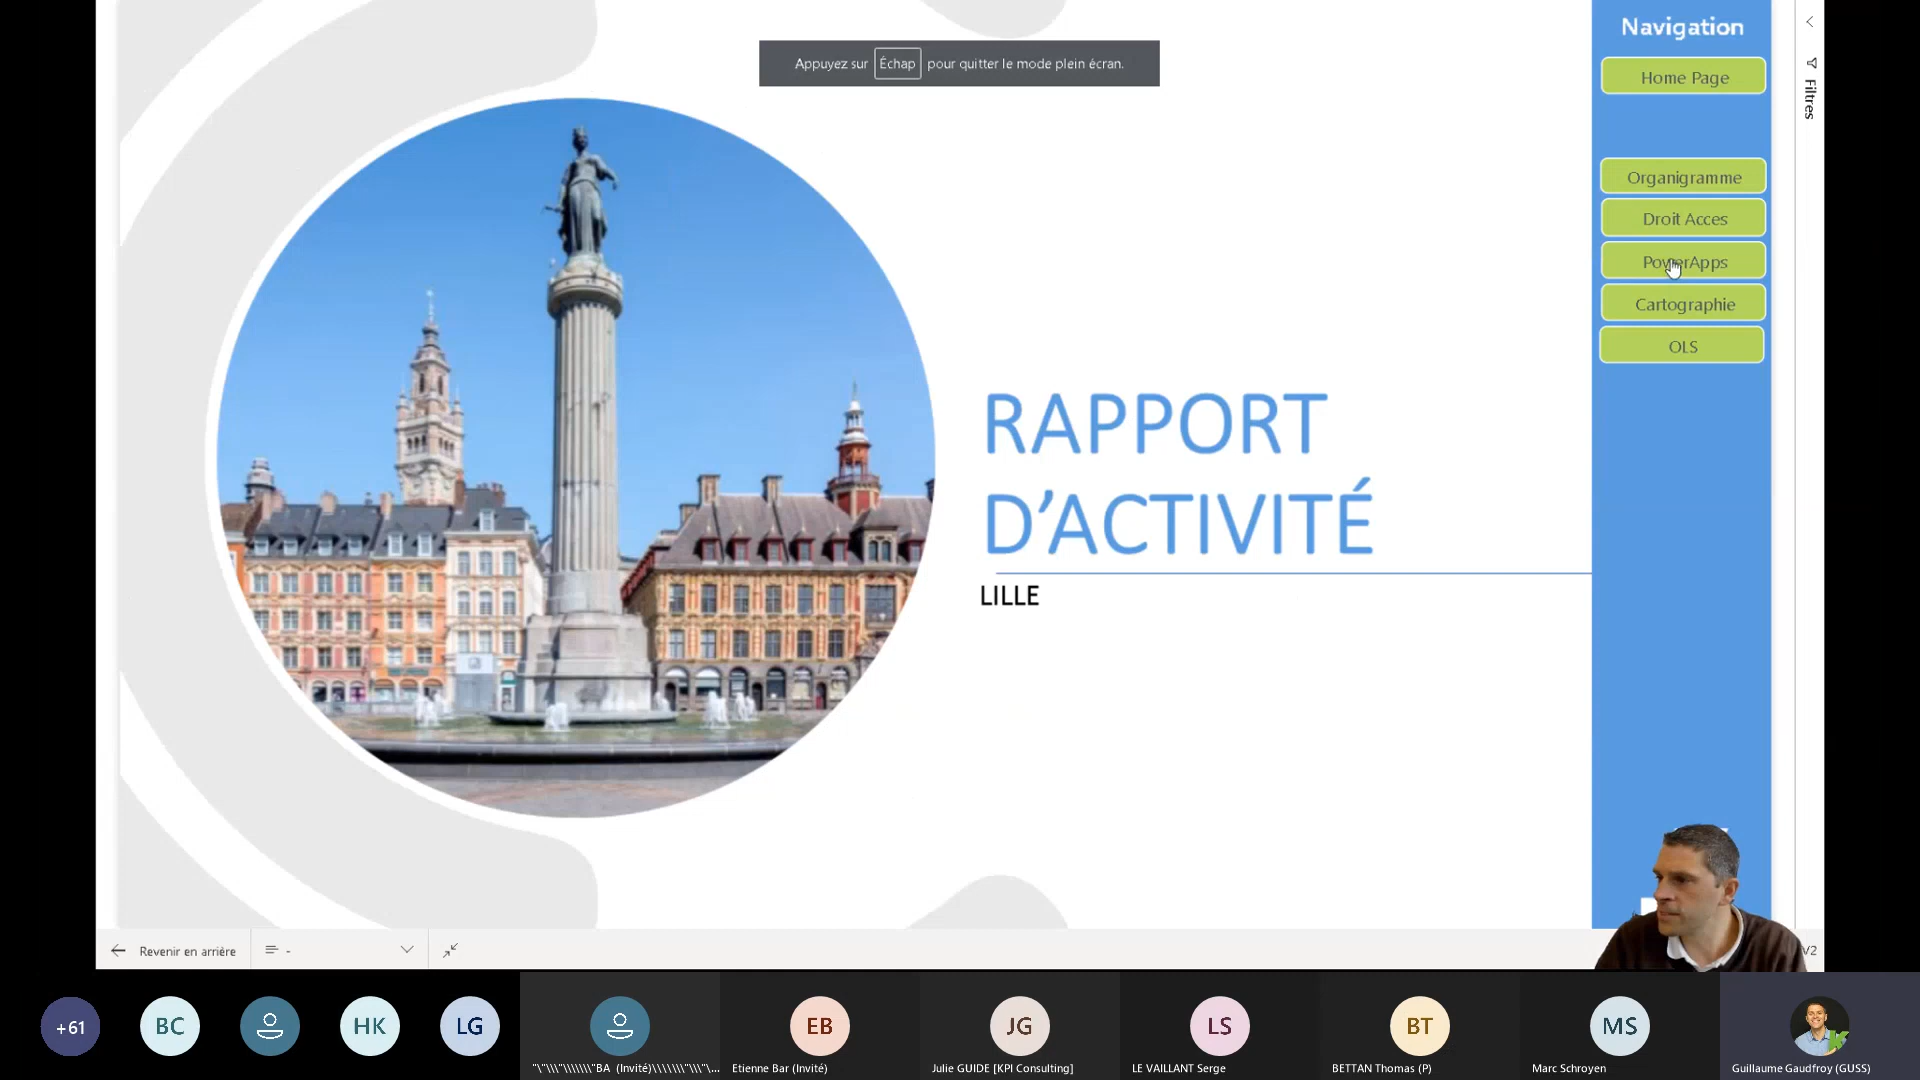 Navigation
Appuyez sur Échap pour quitter le mode plein écran.
Home Page
Filtres
Organigramme
Droit Acces
PowerApps
Cartographie
OLS
RAPPORT
D’ACTIVITÉ
LILLE
Revenir en arrière
-
V2
+61
BC
HK
LG
EB
JG
LS
BT
MS
"\"\\\"\\\\\\\"BA (Invité)\\\\\\\"\\\"\...
Etienne Bar (Invité)
Julie GUIDE [KPI Consulting]
LE VAILLANT Serge
BETTAN Thomas (P)
Marc Schroyen
Guillaume Gaudfroy (GUSS)